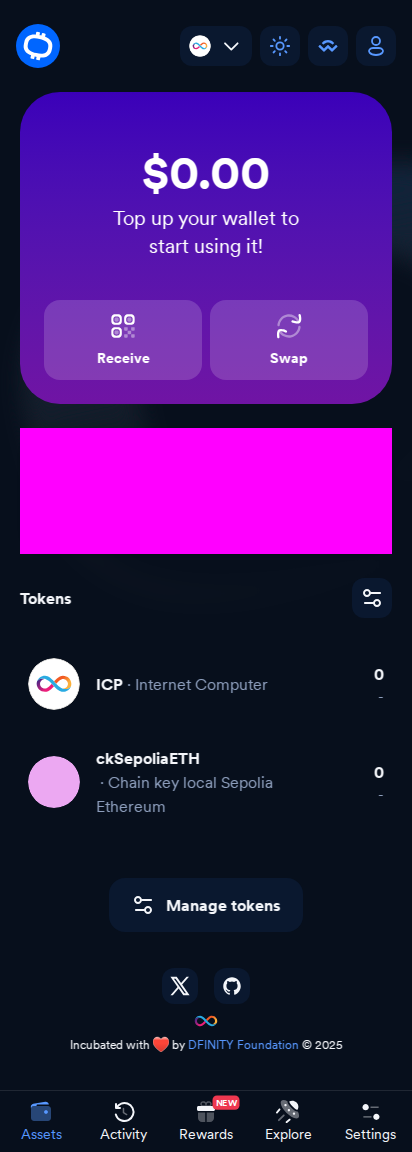 $0.00
Top up your wallet to
start using it!
Receive
Swap
Tokens
ICP · Internet Computer
0
-
ckSepoliaETH
· Chain key local Sepolia
Ethereum
0
-
Manage tokens
Incubated with ❤️ by DFINITY Foundation © 2025
NEW
Assets
Activity
Rewards
Explore
Settings